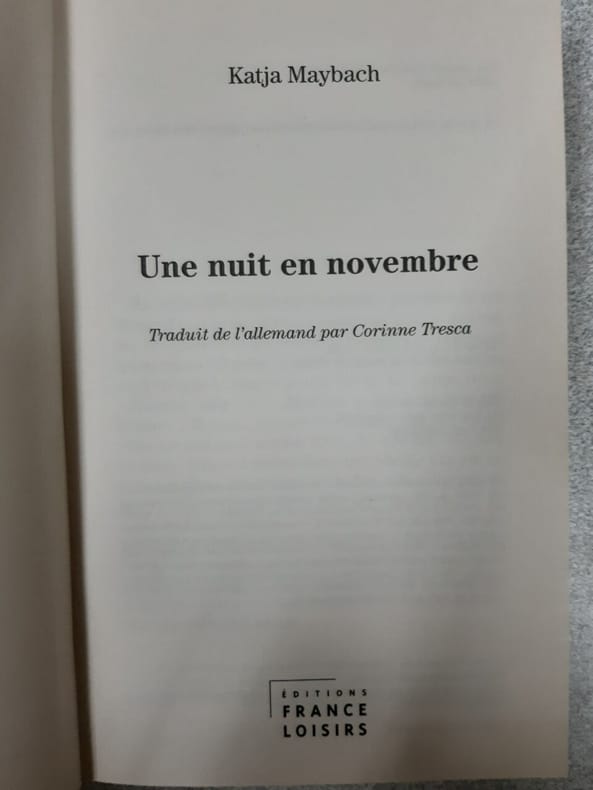 Katja Maybach
Une nuit en novembre
Traduit de l'allemand par Corinne Tresca
ÉDITIONS
FRANCE
LOISIRS